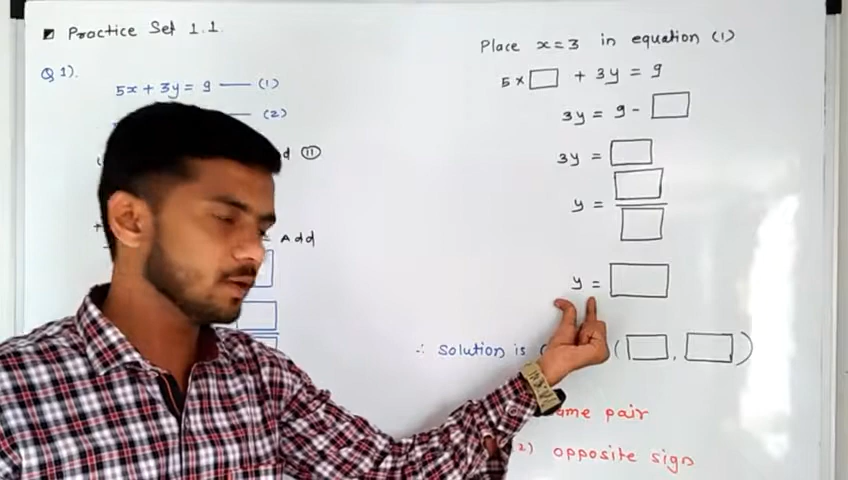 Practice Set 1.1
Q 1).
5x + 3y = 9 —— (1)
—— (2)
d II
Add
Place x=3 in equation (1)
5 × + 3y = 9
3y = 9 -
3y =
y =
y =
∴ Solution is ( ( , )
ame pair
2) opposite sign